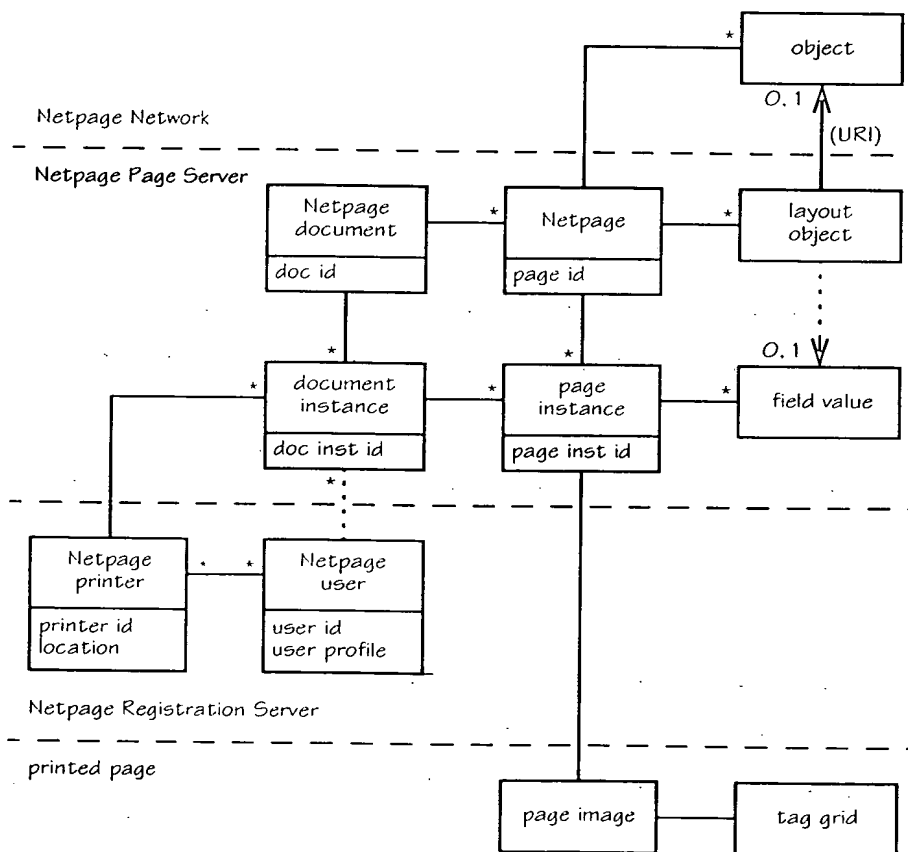 *
object
0.1
Netpage Network
(URI)
Netpage Page Server
Netpage
document
*
Netpage
*
layout
object
doc id
page id
*
*
0.1
*
document
instance
*
page
instance
*
field value
doc inst id
page inst id
*
Netpage
printer
*
*
Netpage
user
printer id
location
user id
user profile
Netpage Registration Server
printed page
page image
tag grid